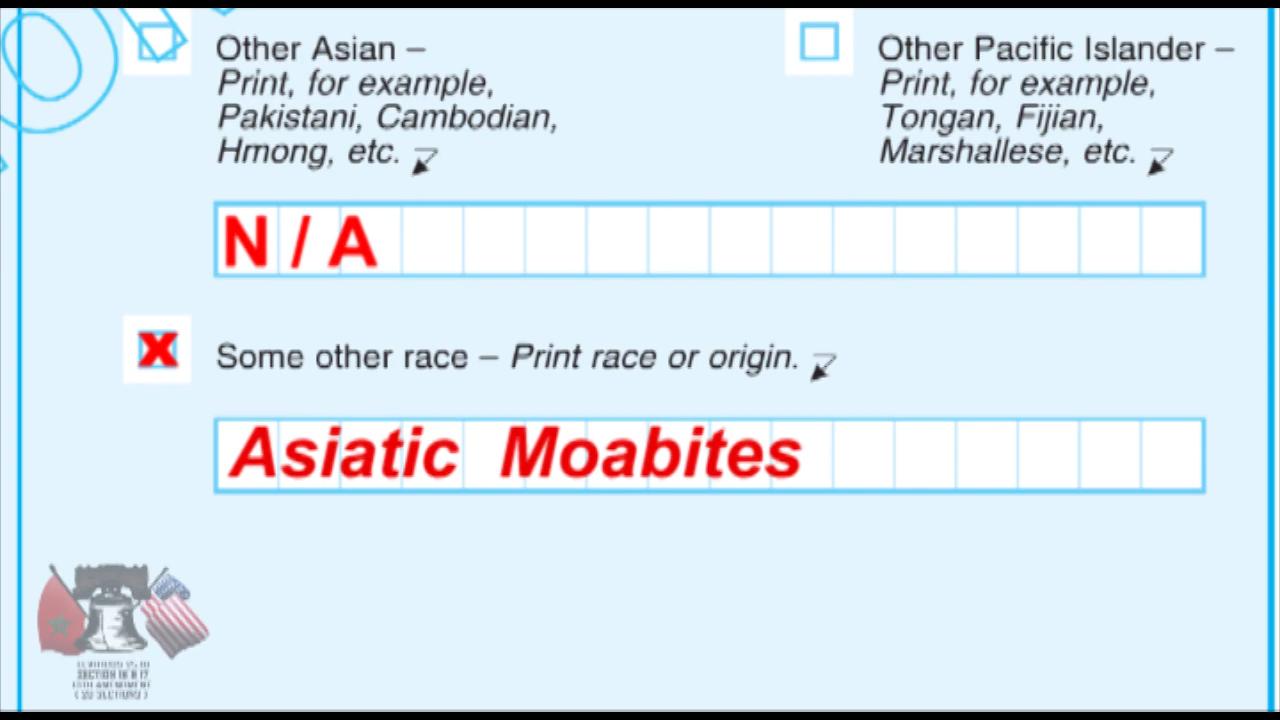 Other Asian –
Print, for example,
Pakistani, Cambodian,
Hmong, etc.
Other Pacific Islander –
Print, for example,
Tongan, Fijian,
Marshallese, etc.
N / A
X
Some other race – Print race or origin.
Asiatic Moabites
SECTION